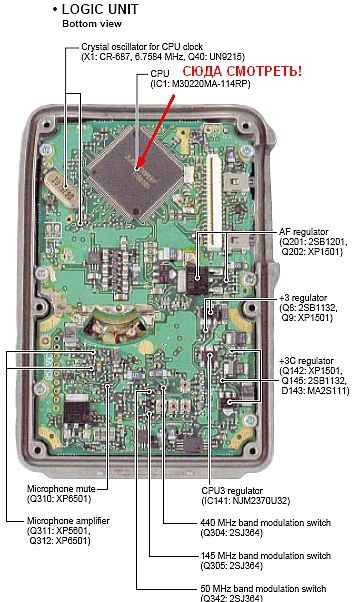 • LOGIC UNIT
Bottom view
Crystal oscillator for CPU clock
(X1: CR-687, 6.7584 MHz, Q40: UN9215)
CPU СЮДА СМОТРЕТЬ!
(IC1: M30220MA-114RP)
AF regulator
(Q201: 2SB1201,
Q202: XP1501)
+3 regulator
(Q8: 2SB1132,
Q9: XP1501)
+3C regulator
(Q142: XP1501,
Q145: 2SB1132,
D143: MA2S111)
CPU3 regulator
(IC141: NJM2370U32)
Microphone mute
(Q310: XP6501)
Microphone amplifier
(Q311: XP5601,
Q312: XP6501)
440 MHz band modulation switch
(Q304: 2SJ364)
145 MHz band modulation switch
(Q305: 2SJ364)
50 MHz band modulation switch
(Q342: 2SJ364)